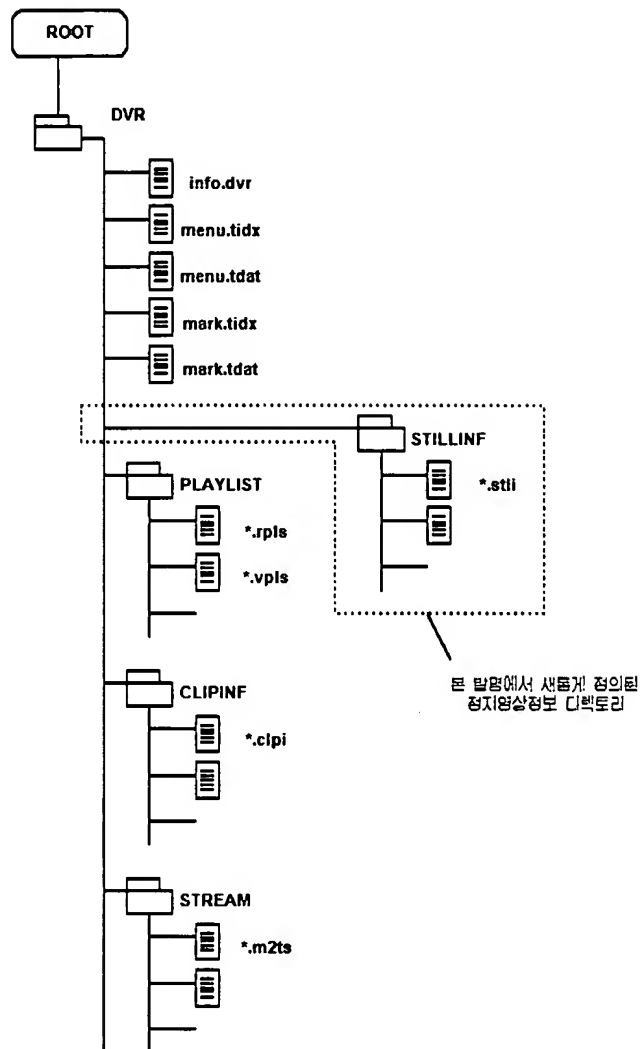 ROOT
DVR
info.dvr
menu.tidx
menu.tdat
mark.tidx
mark.tdat
STILLINF
*.stii
PLAYLIST
*.rpls
*.vpls
본 발명에서 새롭게 정의된
정지영상정보 디렉토리
CLIPINF
*.clpi
STREAM
*.m2ts